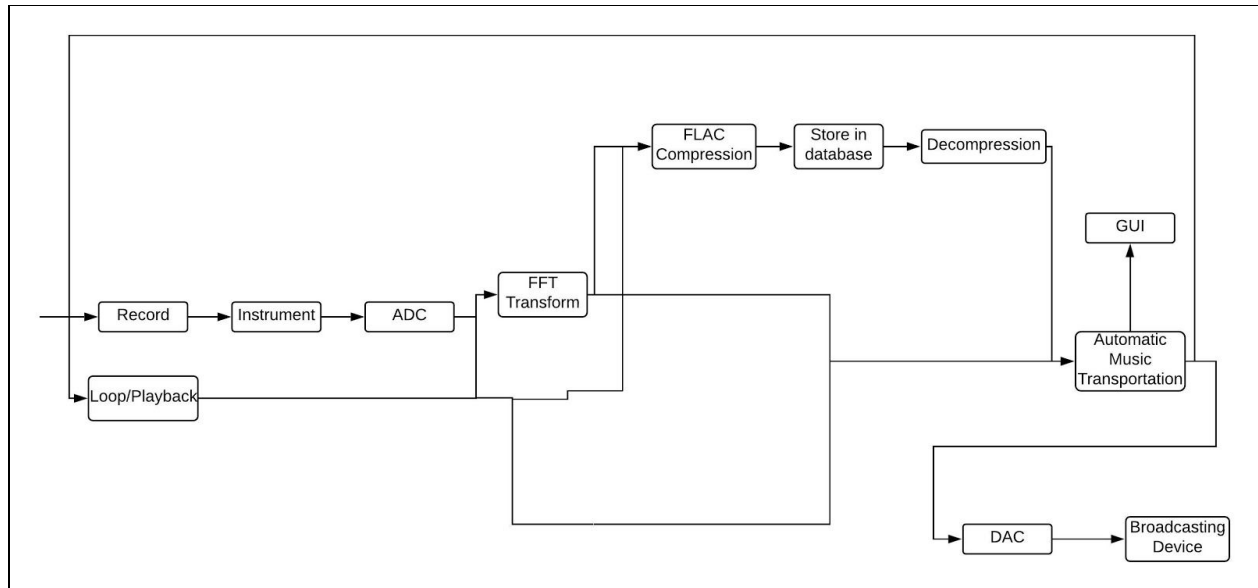 FLAC
Compression
Store in
database
Decompression
GUI
FFT
Transform
Record
Instrument
ADC
Automatic
Music
Transportation
Loop/Playback
DAC
Broadcasting
Device